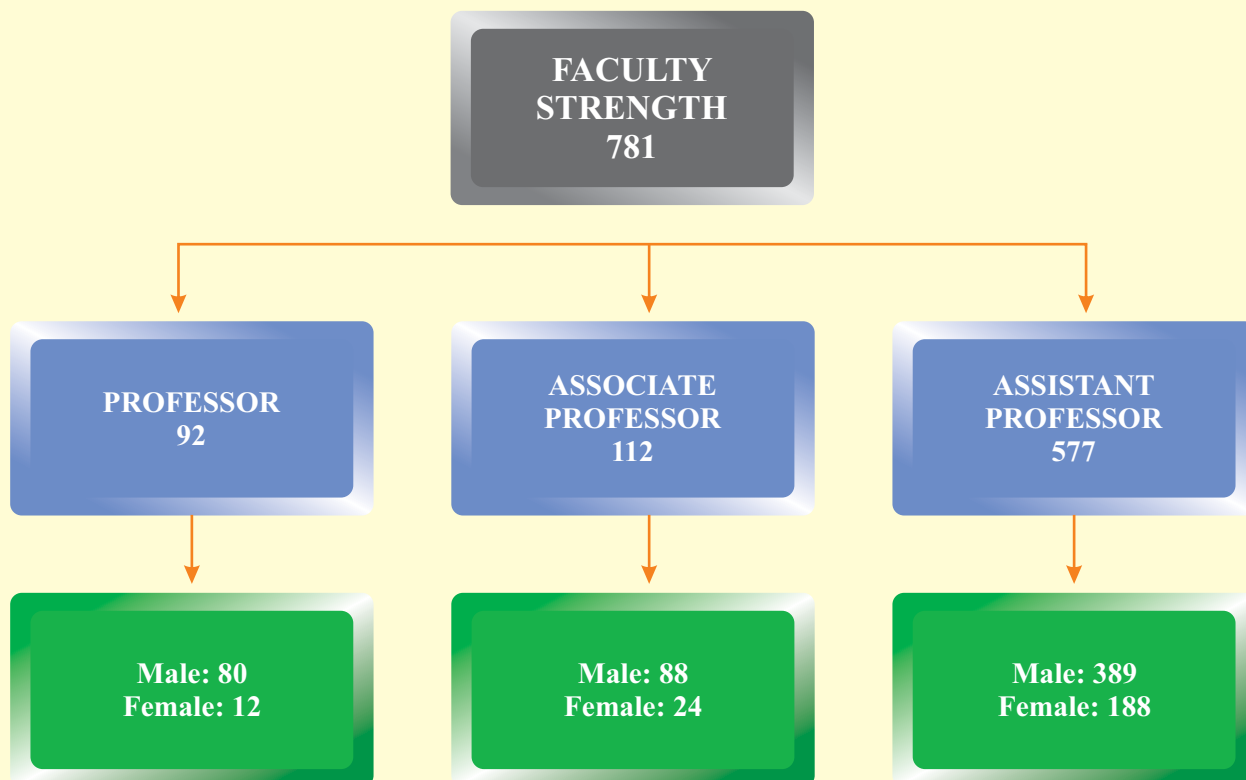 FACULTY
STRENGTH
781
PROFESSOR
92
ASSOCIATE
PROFESSOR
112
ASSISTANT
PROFESSOR
577
Male: 80
Female: 12
Male: 88
Female: 24
Male: 389
Female: 188